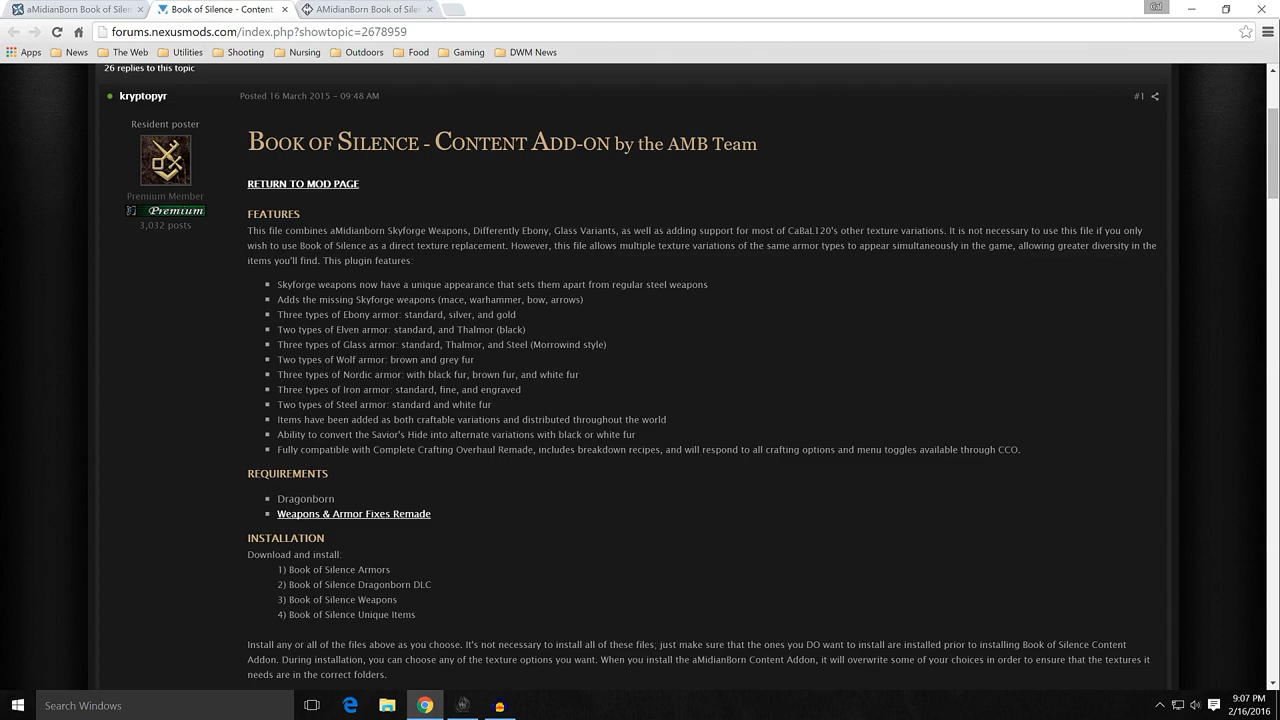 aMidianBorn Book of Silen
Book of Silence - Content
AMidianBorn Book of Silen
Cal
forums.nexusmods.com/index.php?showtopic=2678959
Apps
News
The Web
Utilities
Shooting
Nursing
Outdoors
Food
Gaming
DWM News
26 replies to this topic
kryptopyr
Posted 16 March 2015 - 09:48 AM
#1
Resident poster
BOOK OF SILENCE - CONTENT ADD-ON by the AMB Team
RETURN TO MOD PAGE
Premium Member
Premium
3,032 posts
FEATURES
This file combines aMidianborn Skyforge Weapons, Differently Ebony, Glass Variants, as well as adding support for most of CaBaL120's other texture variations. It is not necessary to use this file if you only
wish to use Book of Silence as a direct texture replacement. However, this file allows multiple texture variations of the same armor types to appear simultaneously in the game, allowing greater diversity in the
items you'll find. This plugin features:
Skyforge weapons now have a unique appearance that sets them apart from regular steel weapons
Adds the missing Skyforge weapons (mace, warhammer, bow, arrows)
Three types of Ebony armor: standard, silver, and gold
Two types of Elven armor: standard, and Thalmor (black)
Three types of Glass armor: standard, Thalmor, and Steel (Morrowind style)
Two types of Wolf armor: brown and grey fur
Three types of Nordic armor: with black fur, brown fur, and white fur
Three types of Iron armor: standard, fine, and engraved
Two types of Steel armor: standard and white fur
Items have been added as both craftable variations and distributed throughout the world
Ability to convert the Savior's Hide into alternate variations with black or white fur
Fully compatible with Complete Crafting Overhaul Remade, includes breakdown recipes, and will respond to all crafting options and menu toggles available through CCO.
REQUIREMENTS
Dragonborn
Weapons & Armor Fixes Remade
INSTALLATION
Download and install:
1) Book of Silence Armors
2) Book of Silence Dragonborn DLC
3) Book of Silence Weapons
4) Book of Silence Unique Items
Install any or all of the files above as you choose. It's not necessary to install all of these files; just make sure that the ones you DO want to install are installed prior to installing Book of Silence Content
Addon. During installation, you can choose any of the texture options you want. When you install the aMidianBorn Content Addon, it will overwrite some of your choices in order to ensure that the textures it
needs are in the correct folders.
Search Windows
9:07 PM
2/16/2016